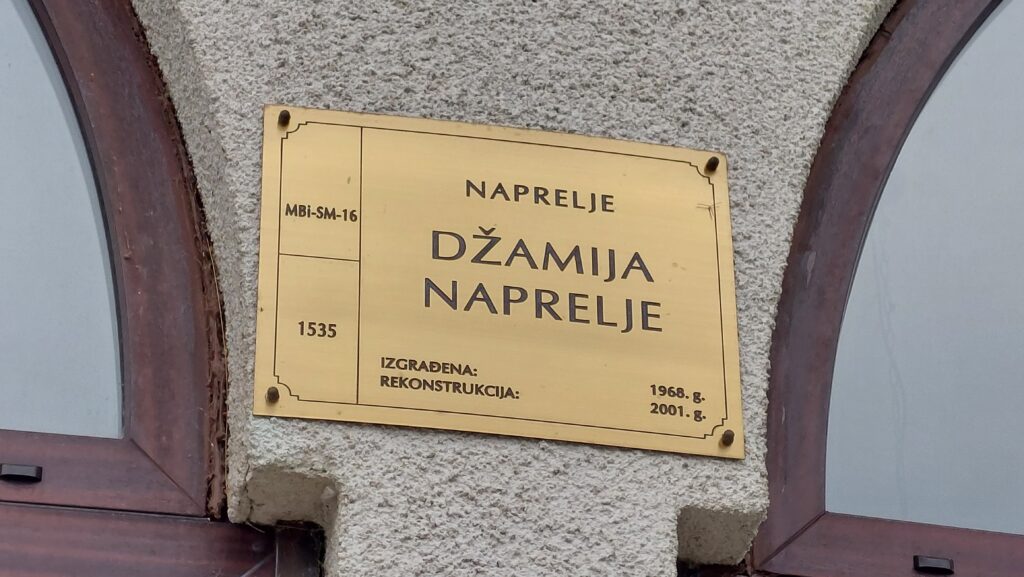 MBi-SM-16
1535
NAPRELJE
DŽAMIJA
NAPRELJE
IZGRAĐENA: 1968. g.
REKONSTRUKCIJA: 2001. g.